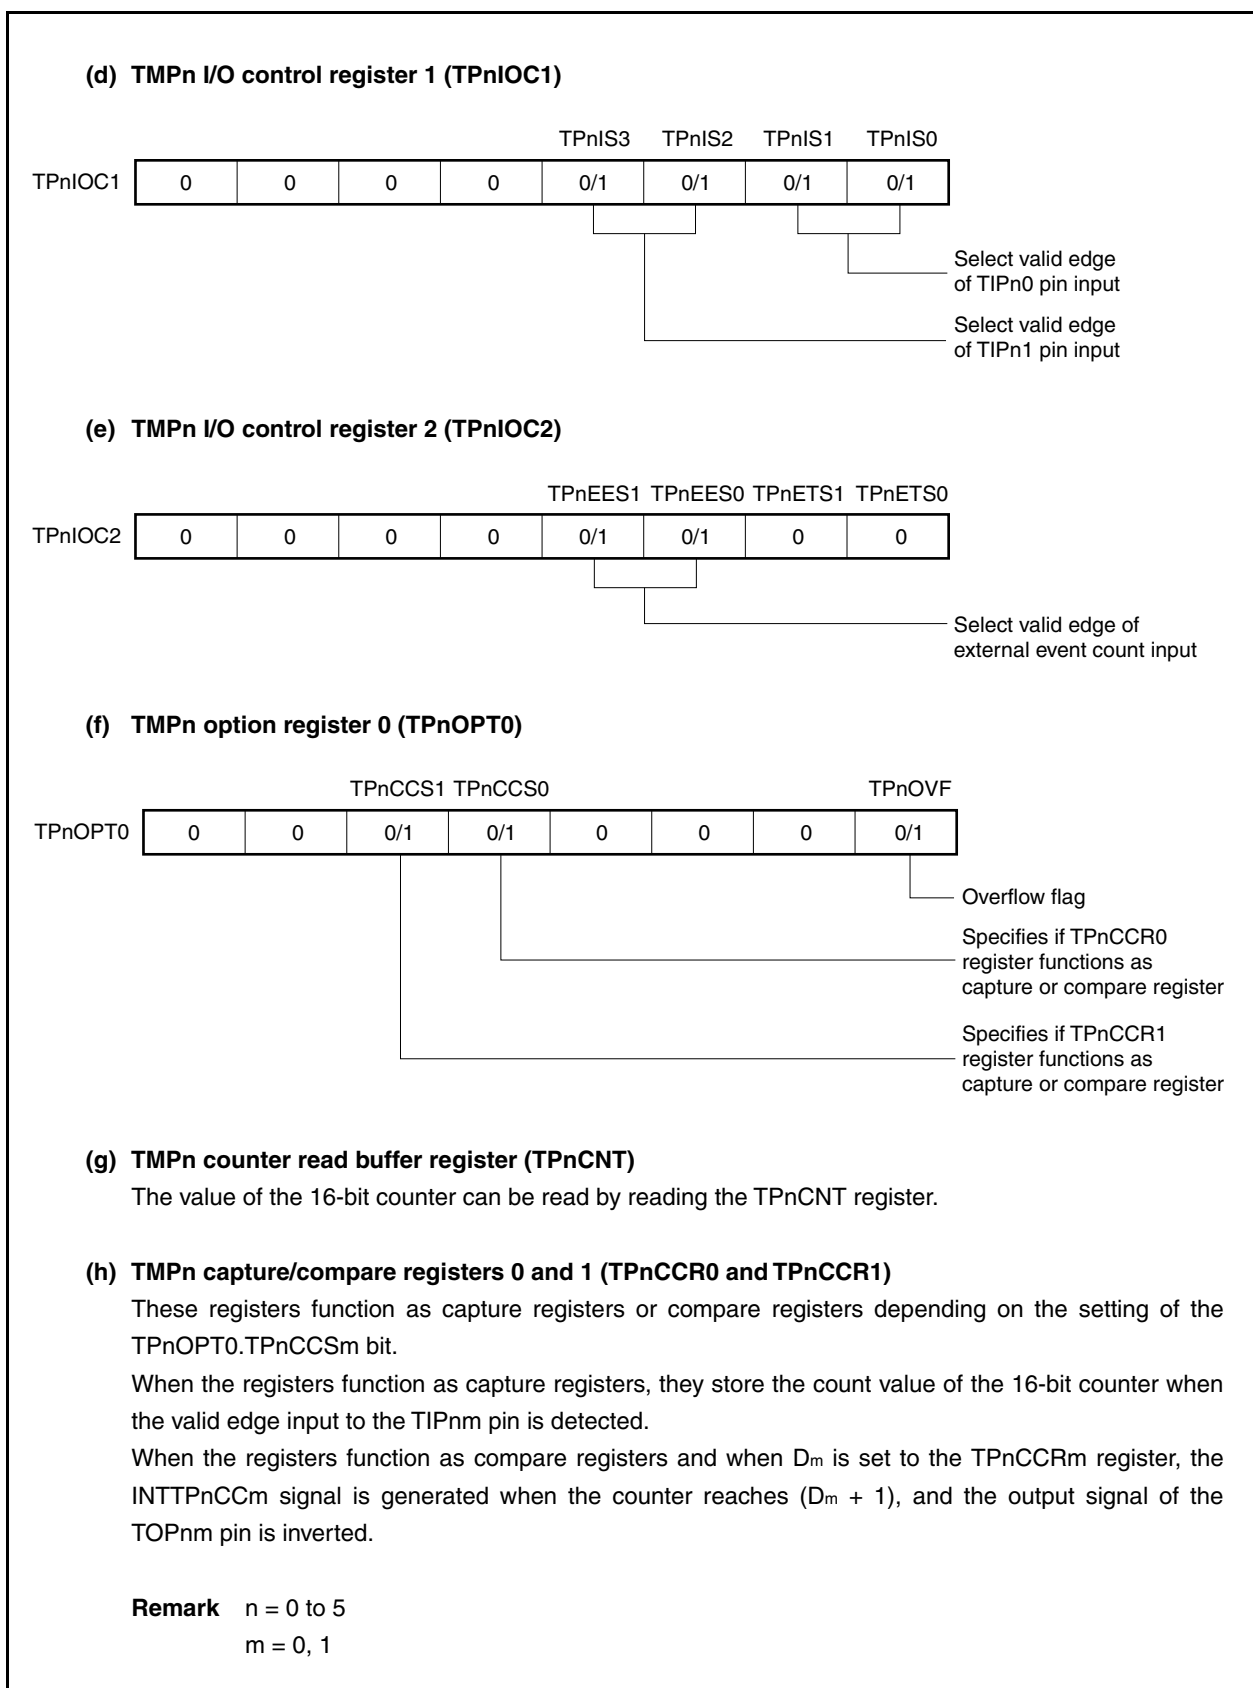 (d) TMPn I/O control register 1 (TPnIOC1)
TPnIS3 TPnIS2 TPnIS1 TPnIS0
TPnIOC1 0 0 0 0 0/1 0/1 0/1 0/1
Select valid edge
of TIPn0 pin input
Select valid edge
of TIPn1 pin input
(e) TMPn I/O control register 2 (TPnIOC2)
TPnEES1 TPnEES0 TPnETS1 TPnETS0
TPnIOC2 0 0 0 0 0/1 0/1 0 0
Select valid edge of
external event count input
(f) TMPn option register 0 (TPnOPT0)
TPnCCS1 TPnCCS0 TPnOVF
TPnOPT0 0 0 0/1 0/1 0 0 0 0/1
Overflow flag
Specifies if TPnCCR0
register functions as
capture or compare register
Specifies if TPnCCR1
register functions as
capture or compare register
(g) TMPn counter read buffer register (TPnCNT)
The value of the 16-bit counter can be read by reading the TPnCNT register.
(h) TMPn capture/compare registers 0 and 1 (TPnCCR0 and TPnCCR1)
These registers function as capture registers or compare registers depending on the setting of the
TPnOPT0.TPnCCSm bit.
When the registers function as capture registers, they store the count value of the 16-bit counter when
the valid edge input to the TIPnm pin is detected.
When the registers function as compare registers and when Dm is set to the TPnCCRm register, the
INTTPnCCm signal is generated when the counter reaches (Dm + 1), and the output signal of the
TOPnm pin is inverted.
Remark n = 0 to 5
m = 0, 1